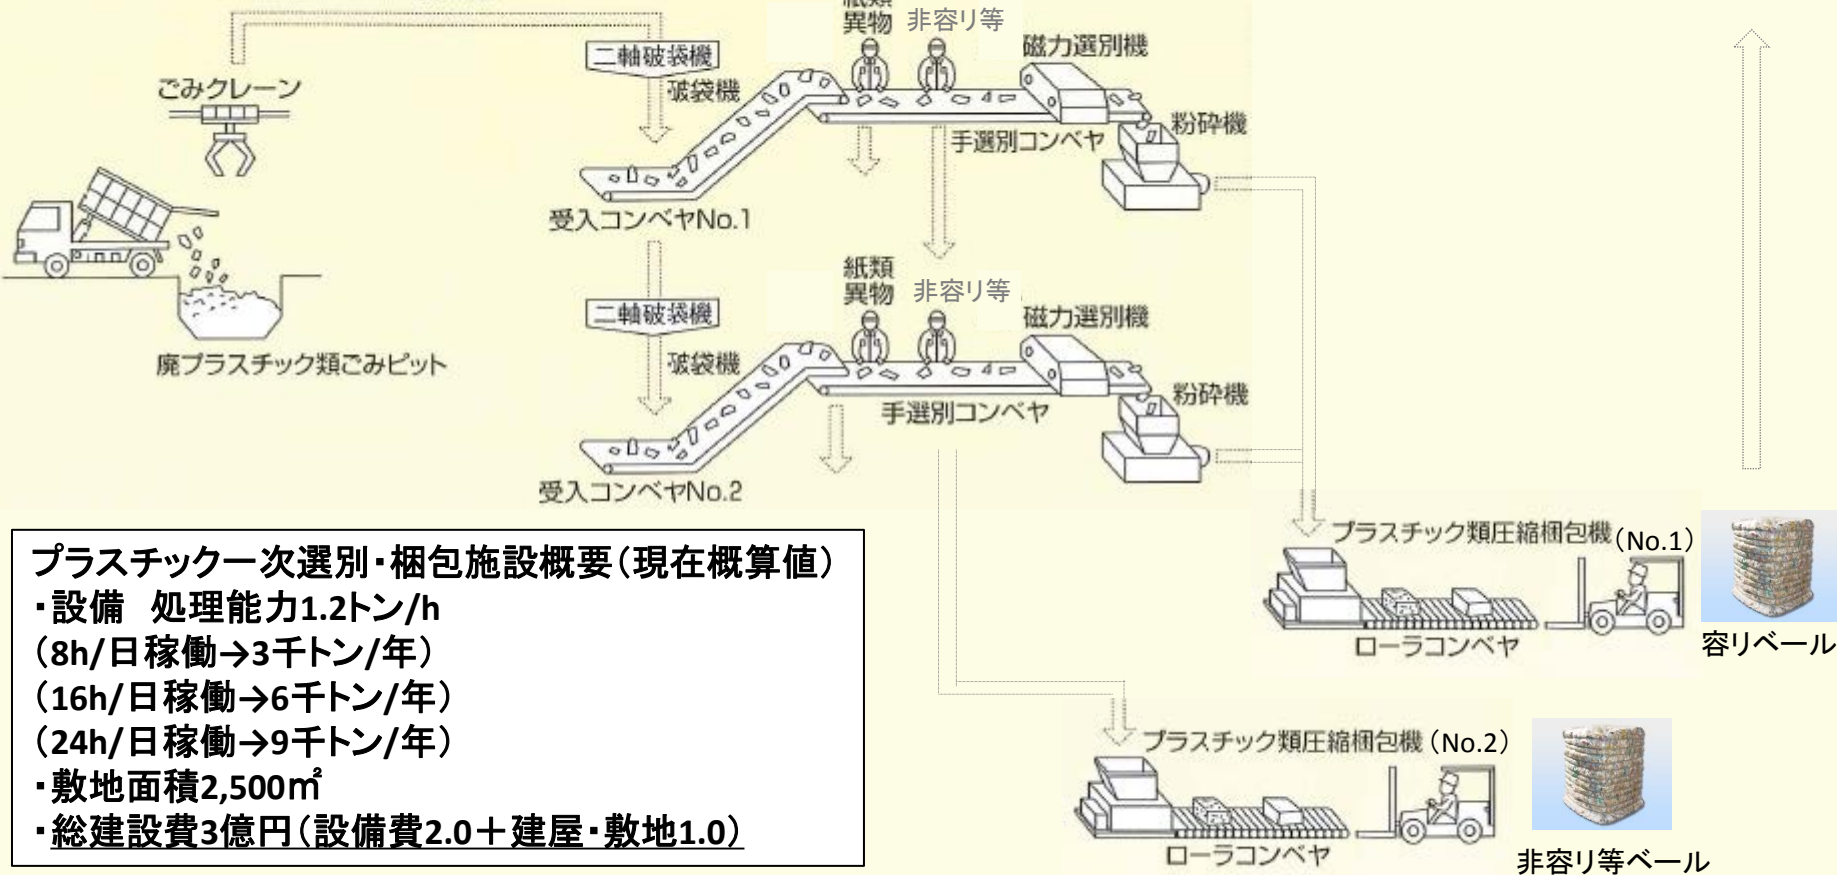 異物
非容リ等
二軸破袋機
磁力選別機
ごみクレーン
破袋機
粉砕機
手選別コンベヤ
受入コンベヤNo.1
紙類
異物
非容リ等
二軸破袋機
磁力選別機
廃プラスチック類ごみピット
破袋機
粉砕機
手選別コンベヤ
受入コンベヤNo.2
プラスチック一次選別・梱包施設概要(現在概算値)
・設備 処理能力1.2トン/h
(8h/日稼働→3千トン/年)
(16h/日稼働→6千トン/年)
(24h/日稼働→9千トン/年)
・敷地面積2,500㎡
・総建設費3億円(設備費2.0+建屋・敷地1.0)
プラスチック類圧縮梱包機(No.1)
ローラコンベヤ
容リベール
プラスチック類圧縮梱包機(No.2)
ローラコンベヤ
非容リ等ベール